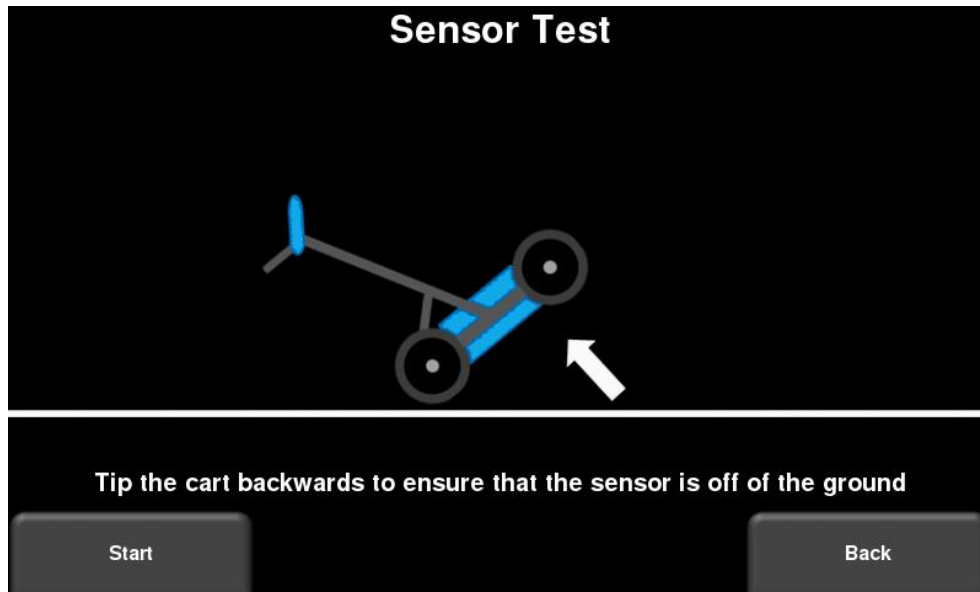 Sensor Test
Tip the cart backwards to ensure that the sensor is off of the ground
Start
Back